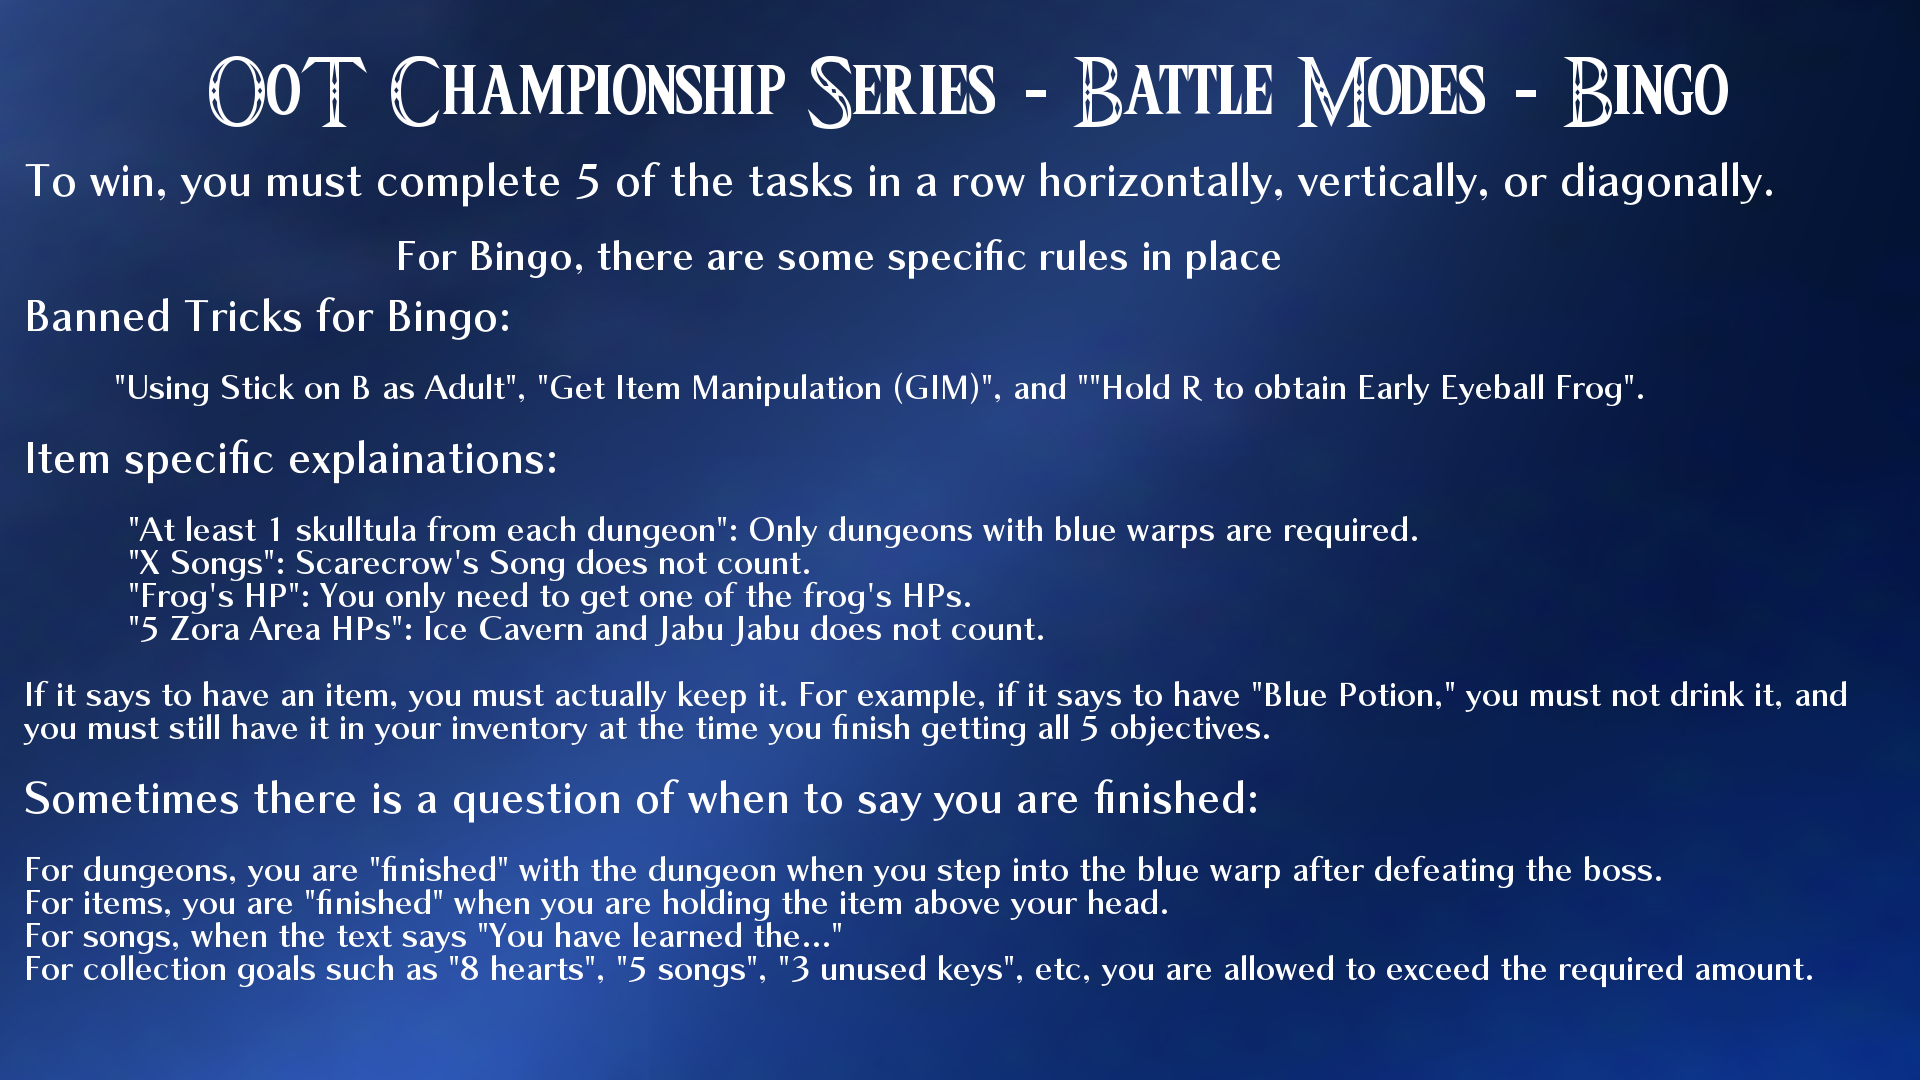 OoT Championship Series - Battle Modes - Bingo
To win, you must complete 5 of the tasks in a row horizontally, vertically, or diagonally.
For Bingo, there are some specific rules in place
Banned Tricks for Bingo:
"Using Stick on B as Adult", "Get Item Manipulation (GIM)", and ""Hold R to obtain Early Eyeball Frog".
Item specific explainations:
"At least 1 skulltula from each dungeon": Only dungeons with blue warps are required.
"X Songs": Scarecrow's Song does not count.
"Frog's HP": You only need to get one of the frog's HPs.
"5 Zora Area HPs": Ice Cavern and Jabu Jabu does not count.
If it says to have an item, you must actually keep it. For example, if it says to have "Blue Potion," you must not drink it, and
you must still have it in your inventory at the time you finish getting all 5 objectives.
Sometimes there is a question of when to say you are finished:
For dungeons, you are "finished" with the dungeon when you step into the blue warp after defeating the boss.
For items, you are "finished" when you are holding the item above your head.
For songs, when the text says "You have learned the..."
For collection goals such as "8 hearts", "5 songs", "3 unused keys", etc, you are allowed to exceed the required amount.